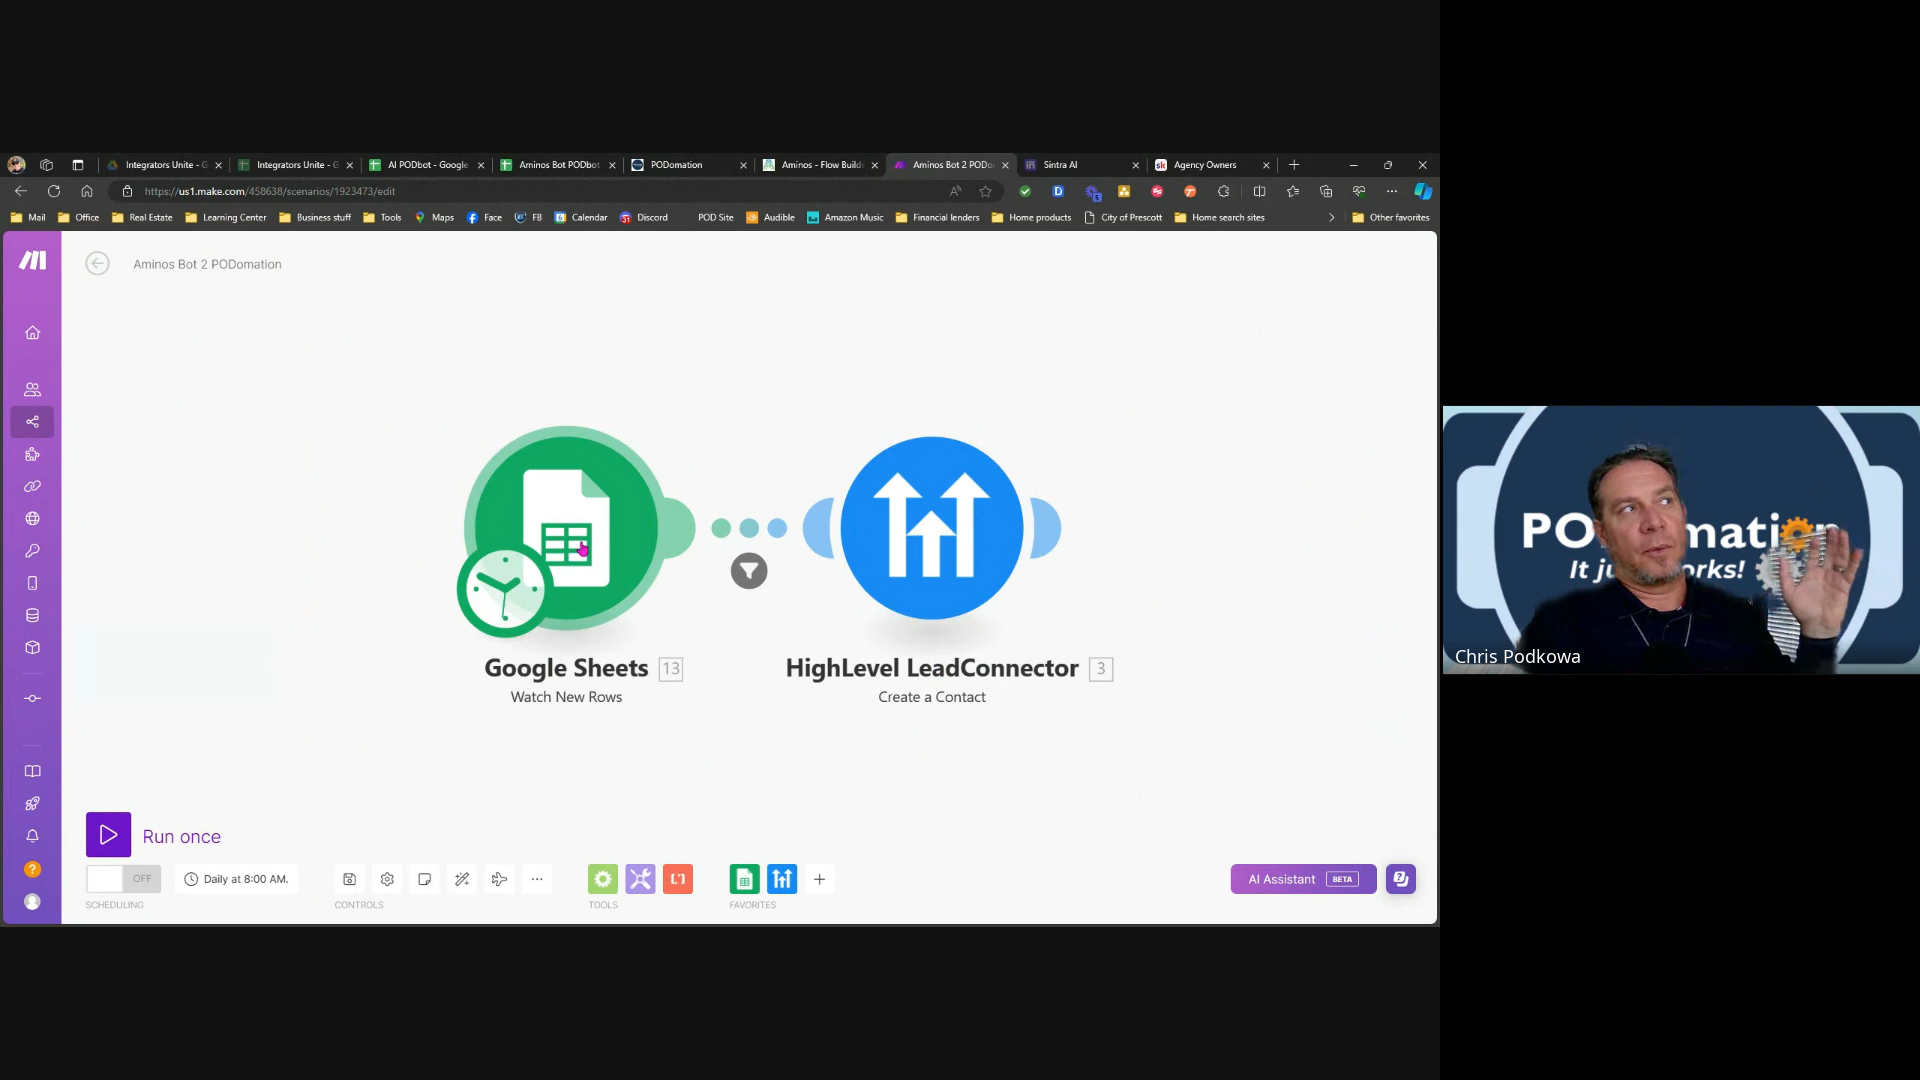 Integrators Unite - G
Integrators Unite - G
AI PODbot - Google
Aminos Bot PODbot
PODomation
Aminos - Flow Build
Aminos Bot 2 PODo
Sintra AI
sk
Agency Owners
https://us1.make.com/458638/scenarios/1923473/edit
Mail
Office
Real Estate
Learning Center
Business stuff
Tools
Maps
Face
FB
Calendar
31
Discord
POD Site
Audible
Amazon Music
Financial lenders
Home products
City of Prescott
Home search sites
Other favorites
Aminos Bot 2 PODomation
Google Sheets 13
Watch New Rows
HighLevel LeadConnector 3
Create a Contact
Run once
OFF
Daily at 8:00 AM.
AI Assistant BETA
SCHEDULING
CONTROLS
TOOLS
FAVORITES
Chris Podkowa